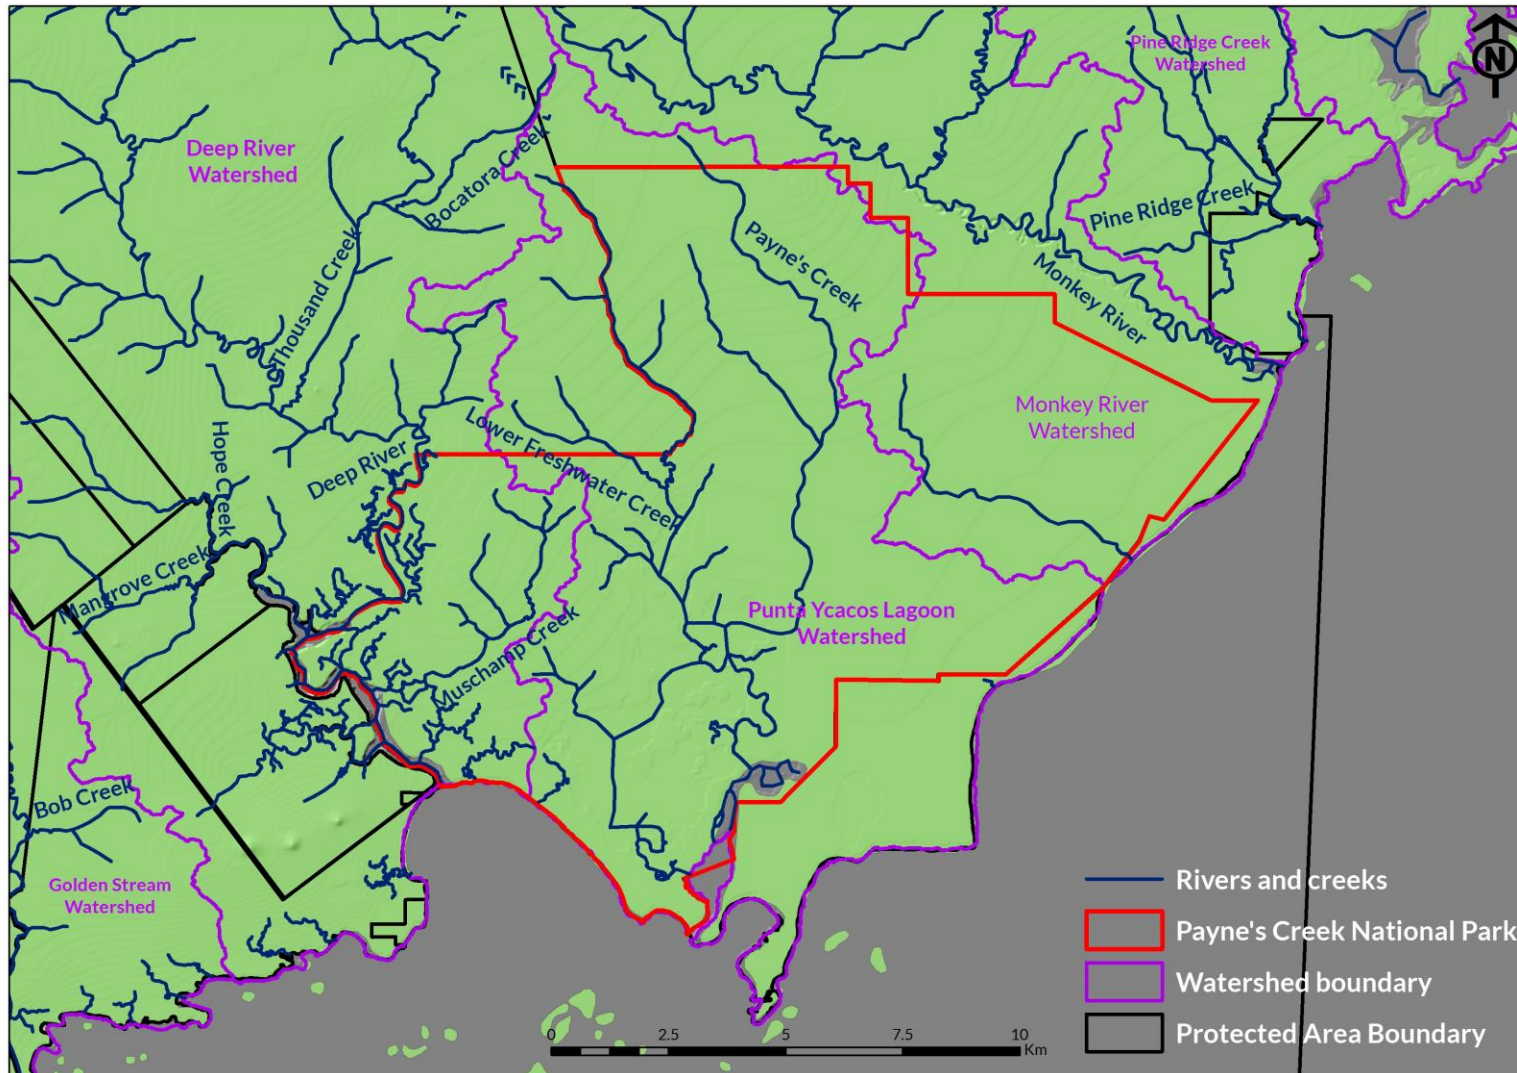 Pine Ridge Creek
Watershed
N
Deep River
Watershed
Bocatora Creek
Pine Ridge Creek
Payne's Creek
Monkey River
Thousand Creek
Monkey River
Watershed
Hope Creek
Deep River
Lower Freshwater Creek
Mangrove Creek
Punta Ycacos Lagoon
Watershed
Muschamp Creek
Bob Creek
Golden Stream
Watershed
Rivers and creeks
Payne's Creek National Park
Watershed boundary
Protected Area Boundary
0 2.5 5 7.5 10
Km